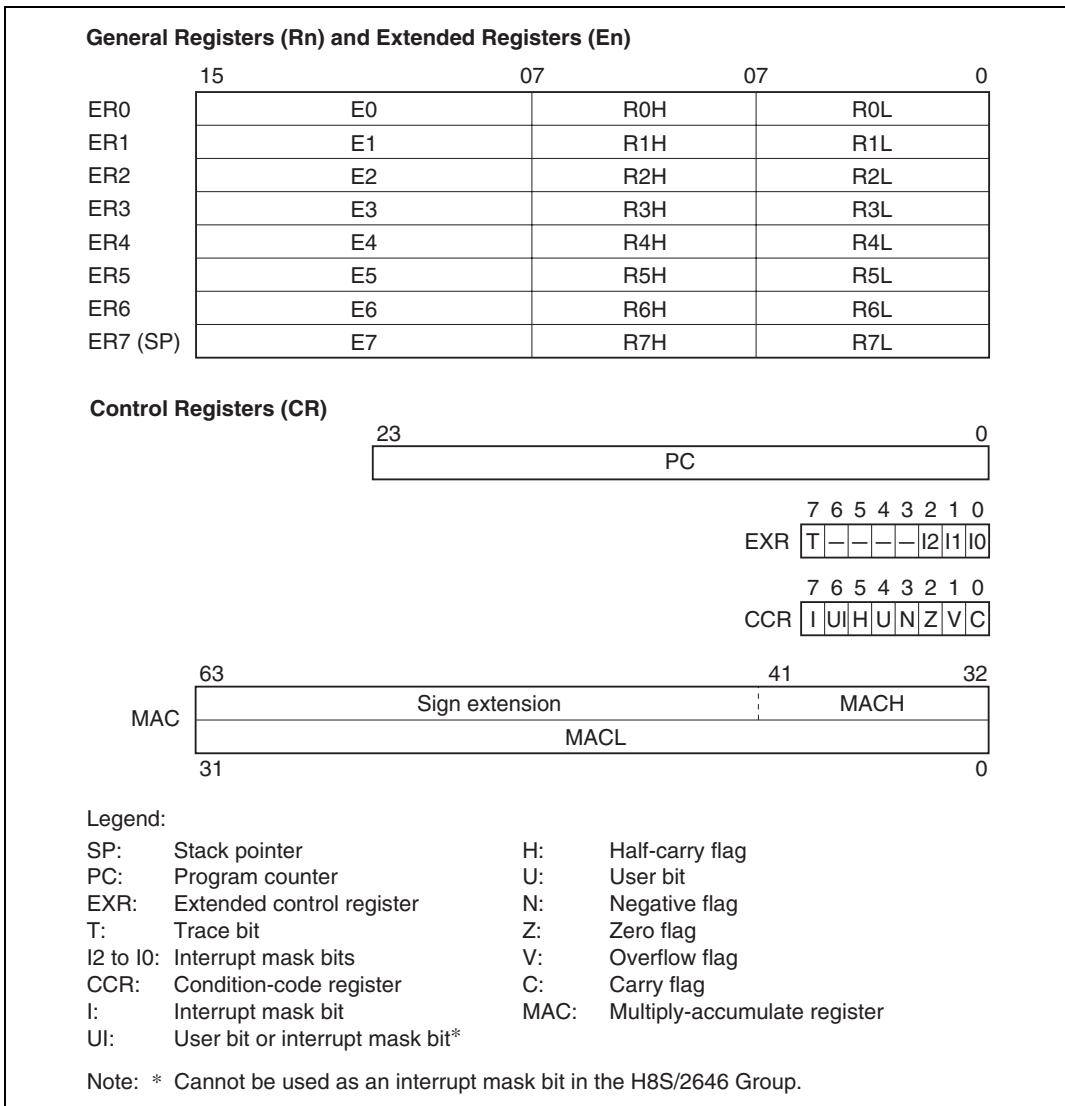 General Registers (Rn) and Extended Registers (En)
15 07 07 0
ER0 E0 R0H R0L
ER1 E1 R1H R1L
ER2 E2 R2H R2L
ER3 E3 R3H R3L
ER4 E4 R4H R4L
ER5 E5 R5H R5L
ER6 E6 R6H R6L
ER7 (SP) E7 R7H R7L
Control Registers (CR)
23 0
PC
7 6 5 4 3 2 1 0
EXR T — — — — I2 I1 I0
7 6 5 4 3 2 1 0
CCR I UI H U N Z V C
63 41 32
MAC Sign extension MACH
MACL
31 0
Legend:
SP: Stack pointer H: Half-carry flag
PC: Program counter U: User bit
EXR: Extended control register N: Negative flag
T: Trace bit Z: Zero flag
I2 to I0: Interrupt mask bits V: Overflow flag
CCR: Condition-code register C: Carry flag
I: Interrupt mask bit MAC: Multiply-accumulate register
UI: User bit or interrupt mask bit*
Note: * Cannot be used as an interrupt mask bit in the H8S/2646 Group.